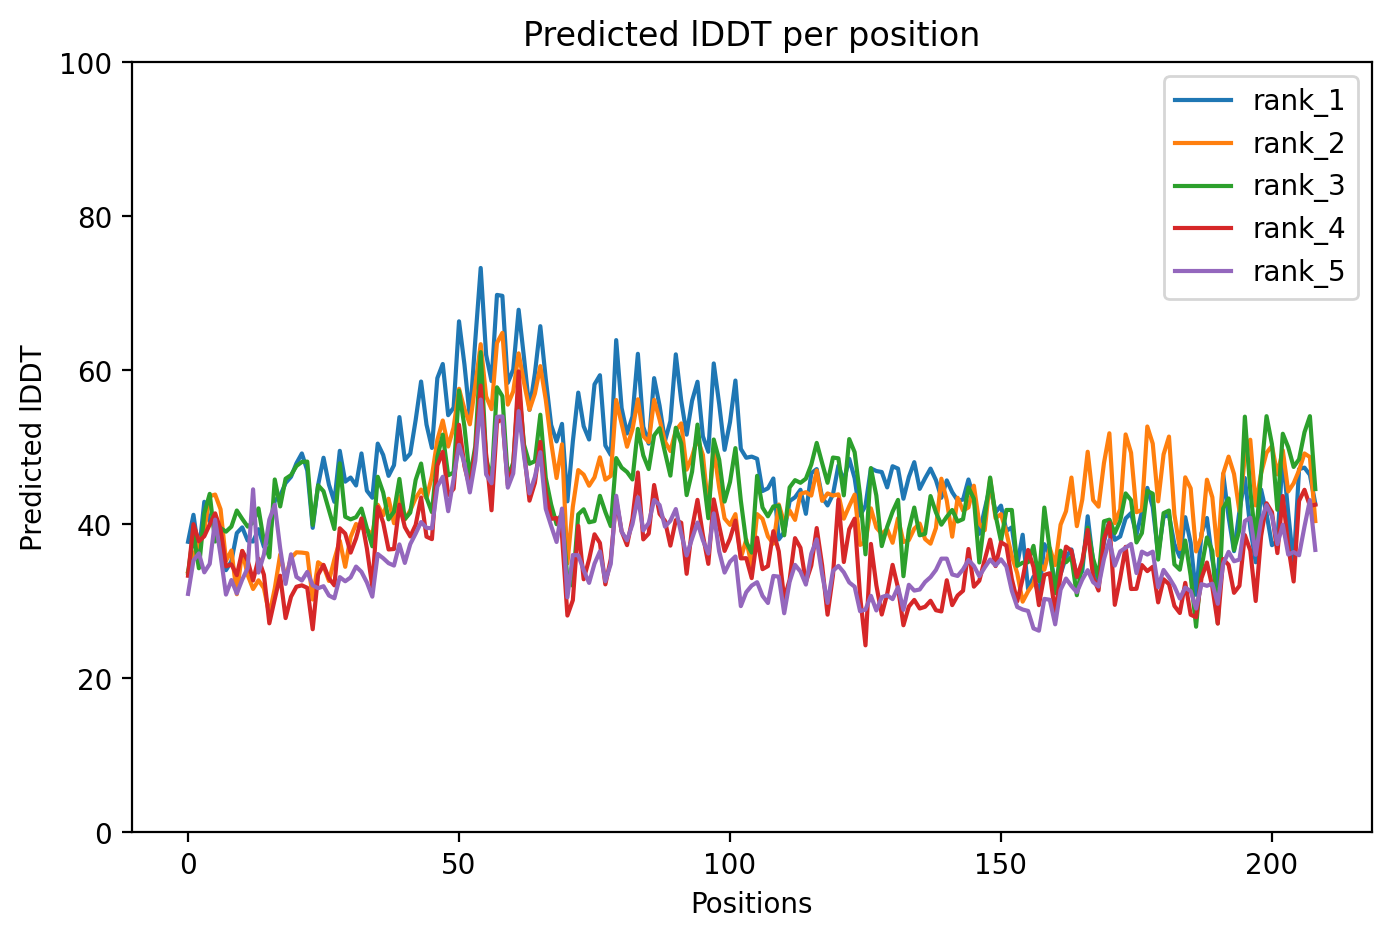 Predicted lDDT per position
100
80
60
40
20
0
Predicted lDDT
0
50
100
150
200
Positions
rank_1
rank_2
rank_3
rank_4
rank_5